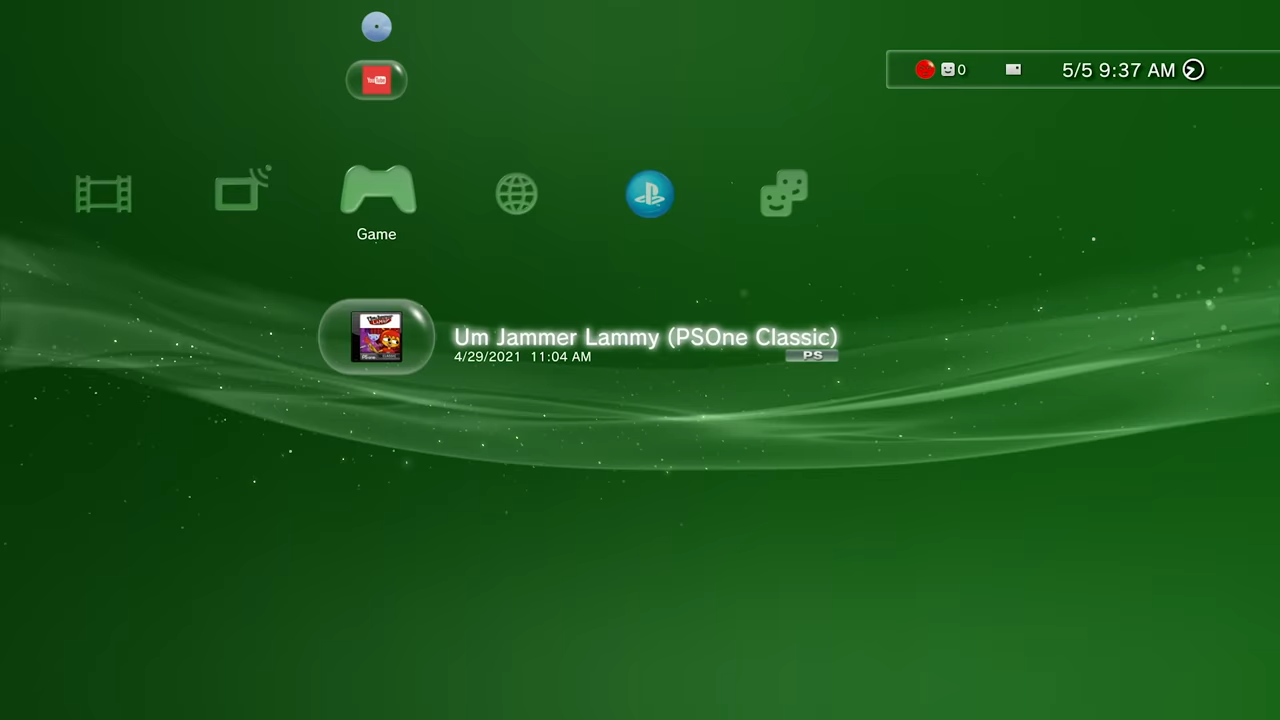 YouTube
0
5/5 9:37 AM
Game
Um Jammer Lammy (PSOne Classic)
4/29/2021 11:04 AM
PS